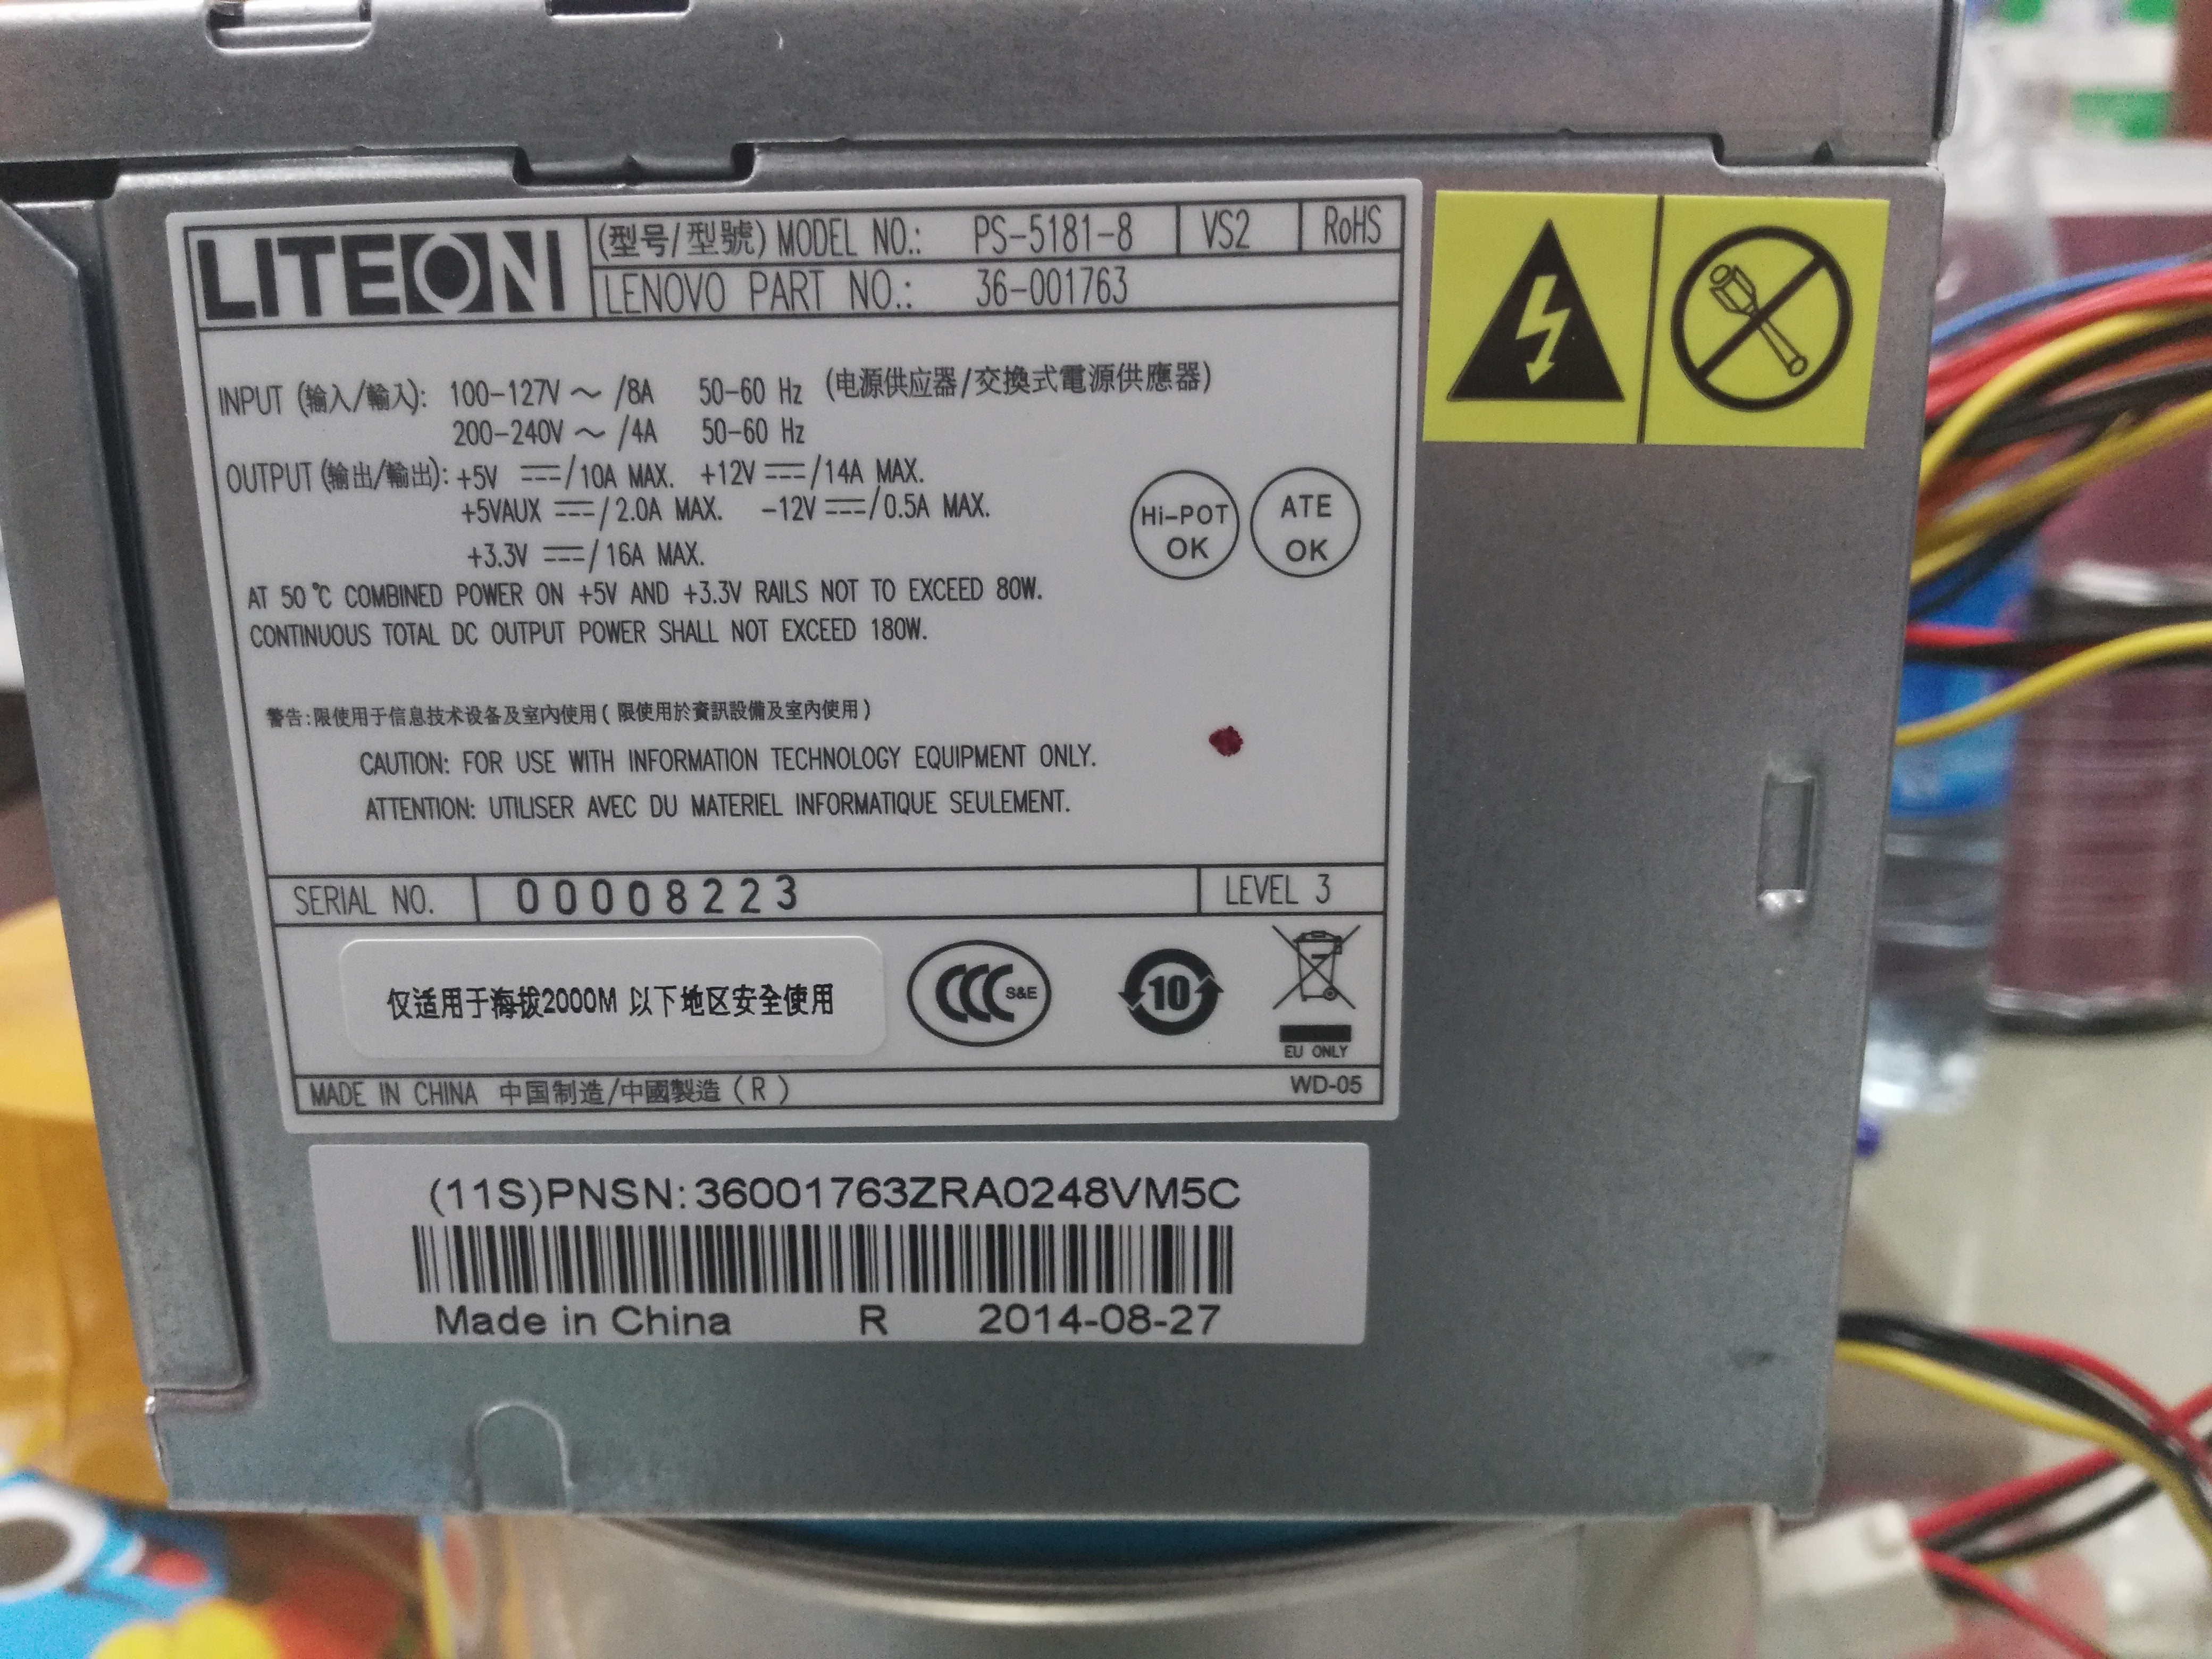 LITEON
(型号/型號) MODEL NO.: PS-5181-8 VS2 RoHS
LENOVO PART NO.: 36-001763
INPUT (输入/輸入): 100-127V ～ /8A 50-60 Hz (电源供应器/交換式電源供應器)
200-240V ～ /4A 50-60 Hz
OUTPUT (输出/輸出): +5V ⎓/10A MAX. +12V ⎓/14A MAX.
+5VAUX ⎓/2.0A MAX. -12V ⎓/0.5A MAX.
+3.3V ⎓/16A MAX.
Hi-POT OK
ATE OK
AT 50 °C COMBINED POWER ON +5V AND +3.3V RAILS NOT TO EXCEED 80W.
CONTINUOUS TOTAL DC OUTPUT POWER SHALL NOT EXCEED 180W.
警告:限使用于信息技术设备及室内使用(限使用於資訊設備及室內使用)
CAUTION: FOR USE WITH INFORMATION TECHNOLOGY EQUIPMENT ONLY.
ATTENTION: UTILISER AVEC DU MATERIEL INFORMATIQUE SEULEMENT.
SERIAL NO. 00008223 LEVEL 3
仅适用于海拔2000M 以下地区安全使用
CCC S&E
10
EU ONLY
MADE IN CHINA 中国制造/中國製造(R) WD-05
(11S)PNSN:36001763ZRA0248VM5C
Made in China R 2014-08-27